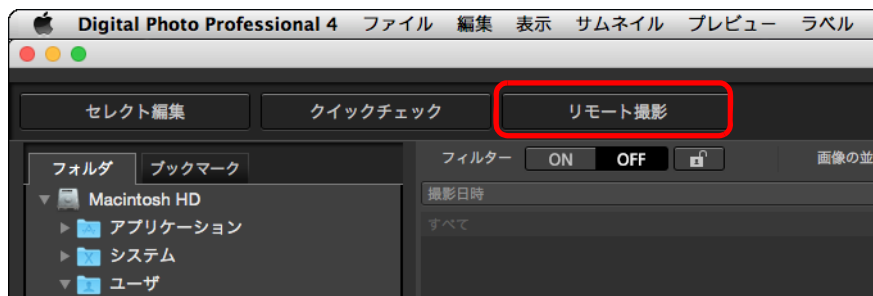 Digital Photo Professional 4 ファイル 編集 表示 サムネイル プレビュー ラベル
セレクト編集 クイックチェック リモート撮影
フォルダ ブックマーク フィルター ON OFF 画像の並
撮影日時
Macintosh HD
すべて
アプリケーション
システム
ユーザ